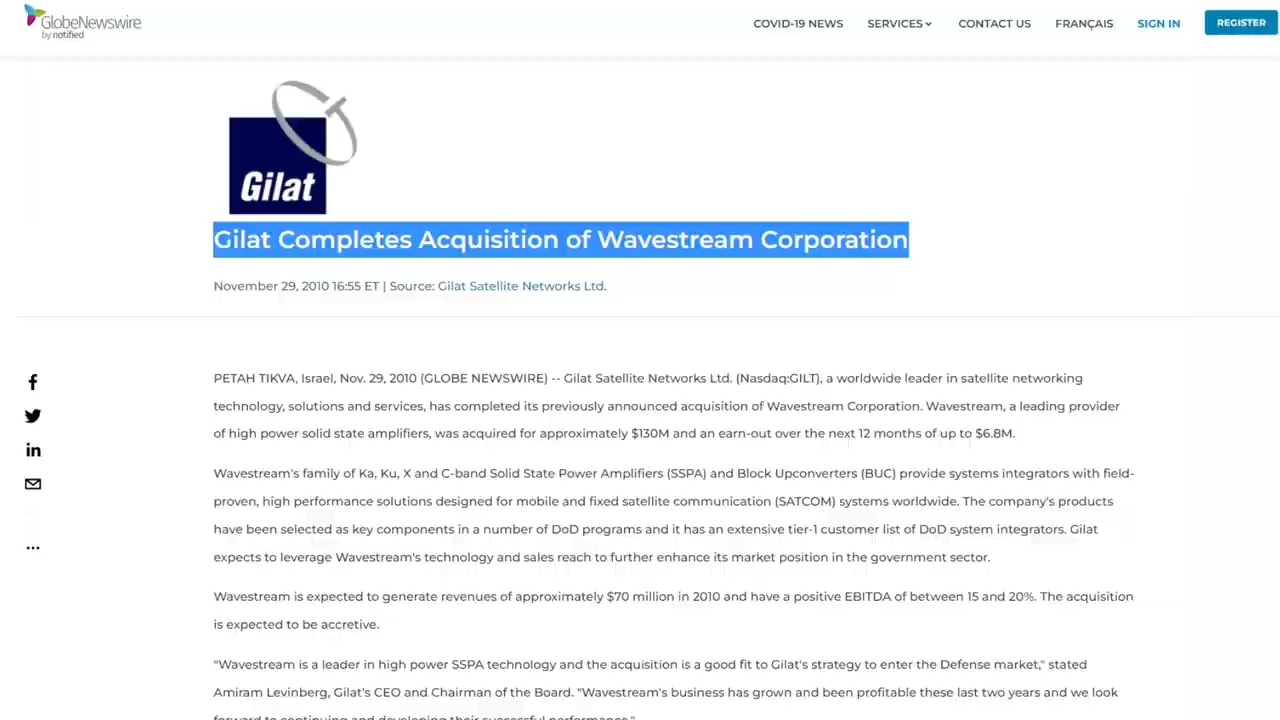 GlobeNewswire
by notified
COVID-19 NEWS SERVICES CONTACT US FRANÇAIS SIGN IN REGISTER
Gilat
Gilat Completes Acquisition of Wavestream Corporation
November 29, 2010 16:55 ET | Source: Gilat Satellite Networks Ltd.
PETAH TIKVA, Israel, Nov. 29, 2010 (GLOBE NEWSWIRE) -- Gilat Satellite Networks Ltd. (Nasdaq:GILT), a worldwide leader in satellite networking
technology, solutions and services, has completed its previously announced acquisition of Wavestream Corporation. Wavestream, a leading provider
of high power solid state amplifiers, was acquired for approximately $130M and an earn-out over the next 12 months of up to $6.8M.
Wavestream's family of Ka, Ku, X and C-band Solid State Power Amplifiers (SSPA) and Block Upconverters (BUC) provide systems integrators with field-
proven, high performance solutions designed for mobile and fixed satellite communication (SATCOM) systems worldwide. The company's products
have been selected as key components in a number of DoD programs and it has an extensive tier-1 customer list of DoD system integrators. Gilat
expects to leverage Wavestream's technology and sales reach to further enhance its market position in the government sector.
Wavestream is expected to generate revenues of approximately $70 million in 2010 and have a positive EBITDA of between 15 and 20%. The acquisition
is expected to be accretive.
"Wavestream is a leader in high power SSPA technology and the acquisition is a good fit to Gilat's strategy to enter the Defense market," stated
Amiram Levinberg, Gilat's CEO and Chairman of the Board. "Wavestream's business has grown and been profitable these last two years and we look
forward to continuing and developing their successful performance."